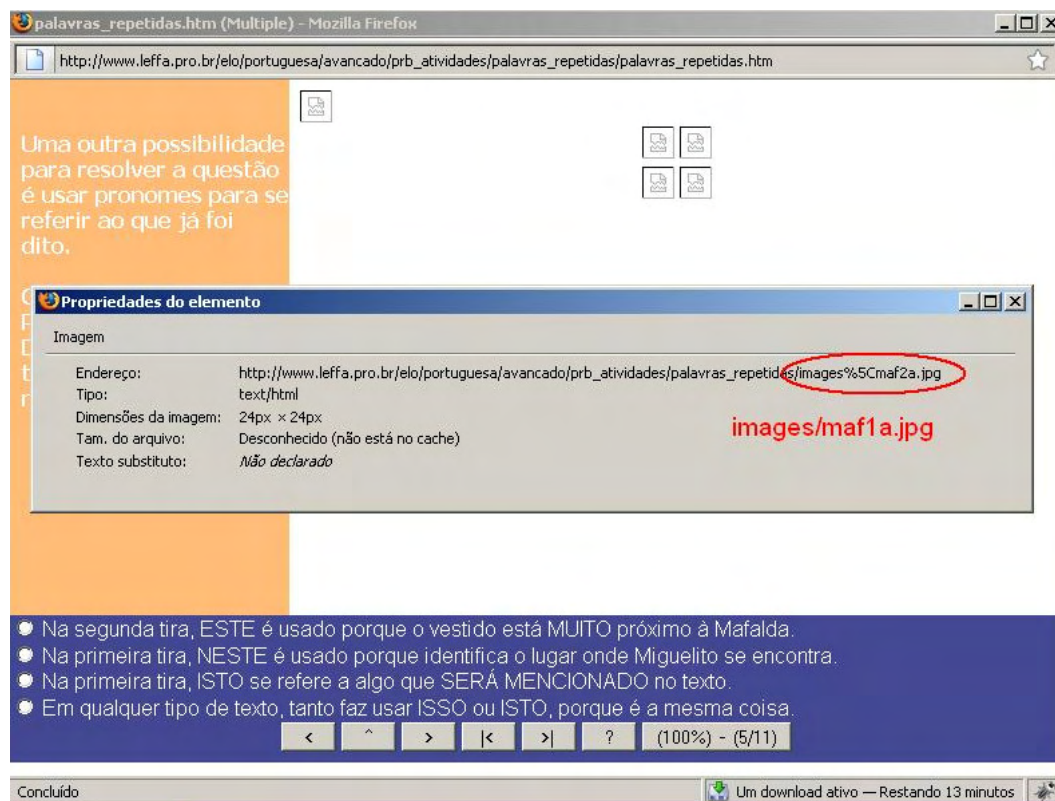 palavras_repetidas.htm (Multiple) - Mozilla Firefox
http://www.leffa.pro.br/elo/portuguesa/avancado/prb_atividades/palavras_repetidas/palavras_repetidas.htm
Uma outra possibilidade
para resolver a questão
é usar pronomes para se
referir ao que já foi
dito.
Propriedades do elemento
Imagem
Endereço: http://www.leffa.pro.br/elo/portuguesa/avancado/prb_atividades/palavras_repetidas/images%5Cmaf2a.jpg
Tipo: text/html
Dimensões da imagem: 24px × 24px
Tam. do arquivo: Desconhecido (não está no cache)
Texto substituto: Não declarado
images/maf1a.jpg
Na segunda tira, ESTE é usado porque o vestido está MUITO próximo à Mafalda.
Na primeira tira, NESTE é usado porque identifica o lugar onde Miguelito se encontra.
Na primeira tira, ISTO se refere a algo que SERÁ MENCIONADO no texto.
Em qualquer tipo de texto, tanto faz usar ISSO ou ISTO, porque é a mesma coisa.
< ^ > |< >| ? (100%) - (5/11)
Concluído
Um download ativo — Restando 13 minutos